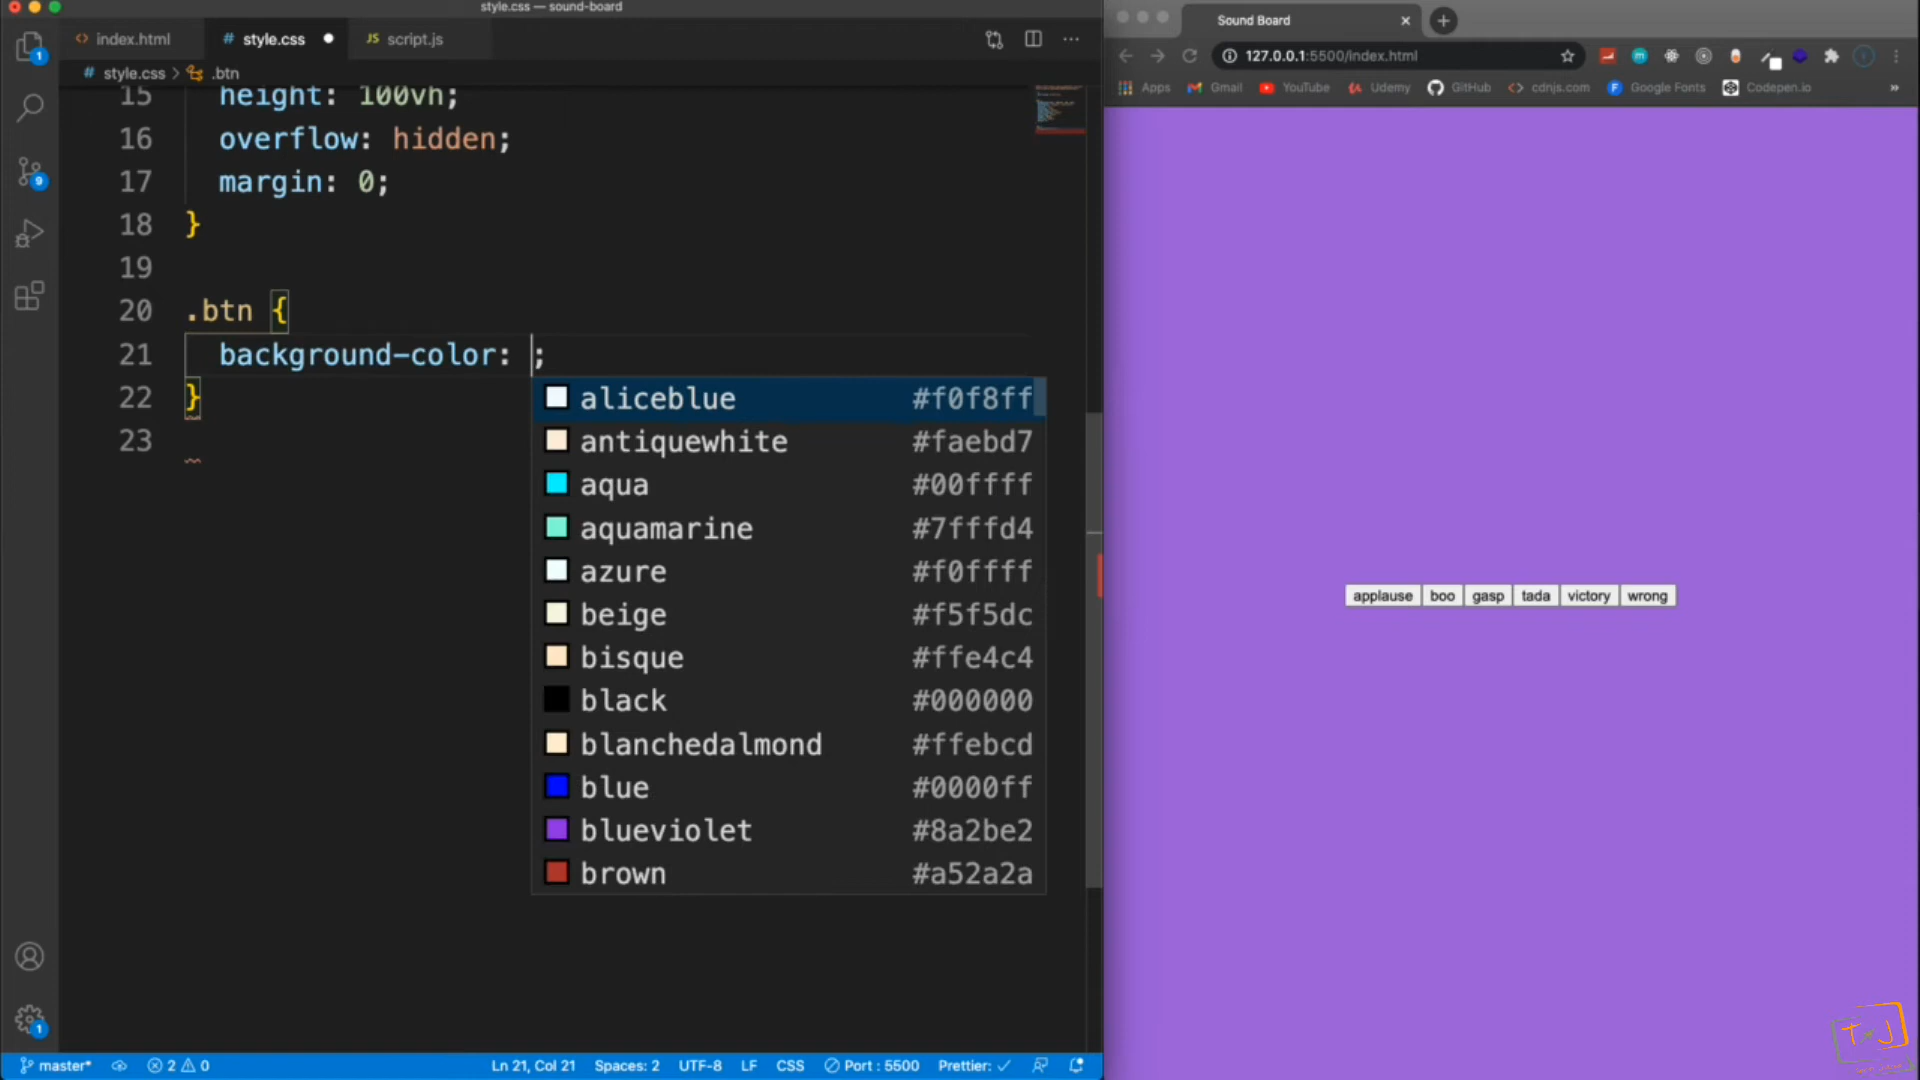 style.css — sound-board
index.html
# style.css
JS script.js
# style.css > .btn
15 height: 100vh;
16 overflow: hidden;
17 margin: 0;
18 }
19
20 .btn {
21 background-color: ;
22 }
23
aliceblue #f0f8ff
antiquewhite #faebd7
aqua #00ffff
aquamarine #7fffd4
azure #f0ffff
beige #f5f5dc
bisque #ffe4c4
black #000000
blanchedalmond #ffebcd
blue #0000ff
blueviolet #8a2be2
brown #a52a2a
1
9
1
master* 2 0 Ln 21, Col 21 Spaces: 2 UTF-8 LF CSS Port : 5500 Prettier: ✓
Sound Board
127.0.0.1:5500/index.html
Apps Gmail YouTube Udemy GitHub cdnjs.com Google Fonts Codepen.io »
applause boo gasp tada victory wrong